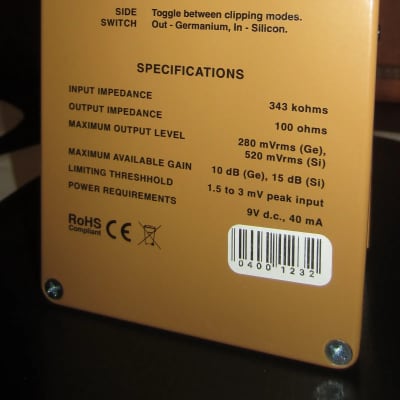 SIDE Toggle between clipping modes.
SWITCH Out - Germanium, In - Silicon.
SPECIFICATIONS
INPUT IMPEDANCE 343 kohms
OUTPUT IMPEDANCE 100 ohms
MAXIMUM OUTPUT LEVEL 280 mVrms (Ge),
520 mVrms (Si)
MAXIMUM AVAILABLE GAIN 10 dB (Ge), 15 dB (Si)
LIMITING THRESHHOLD 1.5 to 3 mV peak input
POWER REQUIREMENTS 9V d.c., 40 mA
RoHS CE
Compliant
04001232